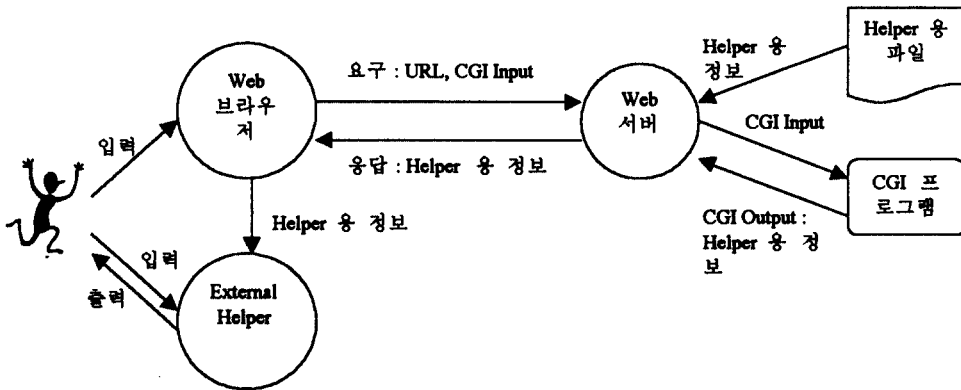 Helper 용
파일
Helper 용
정보
요구 : URL, CGI Input
Web
브라우
저
Web
서버
CGI Input
입력
응답 : Helper 용 정보
CGI 프
로그램
Helper 용 정보
CGI Output :
Helper 용 정
보
입력
출력
External
Helper